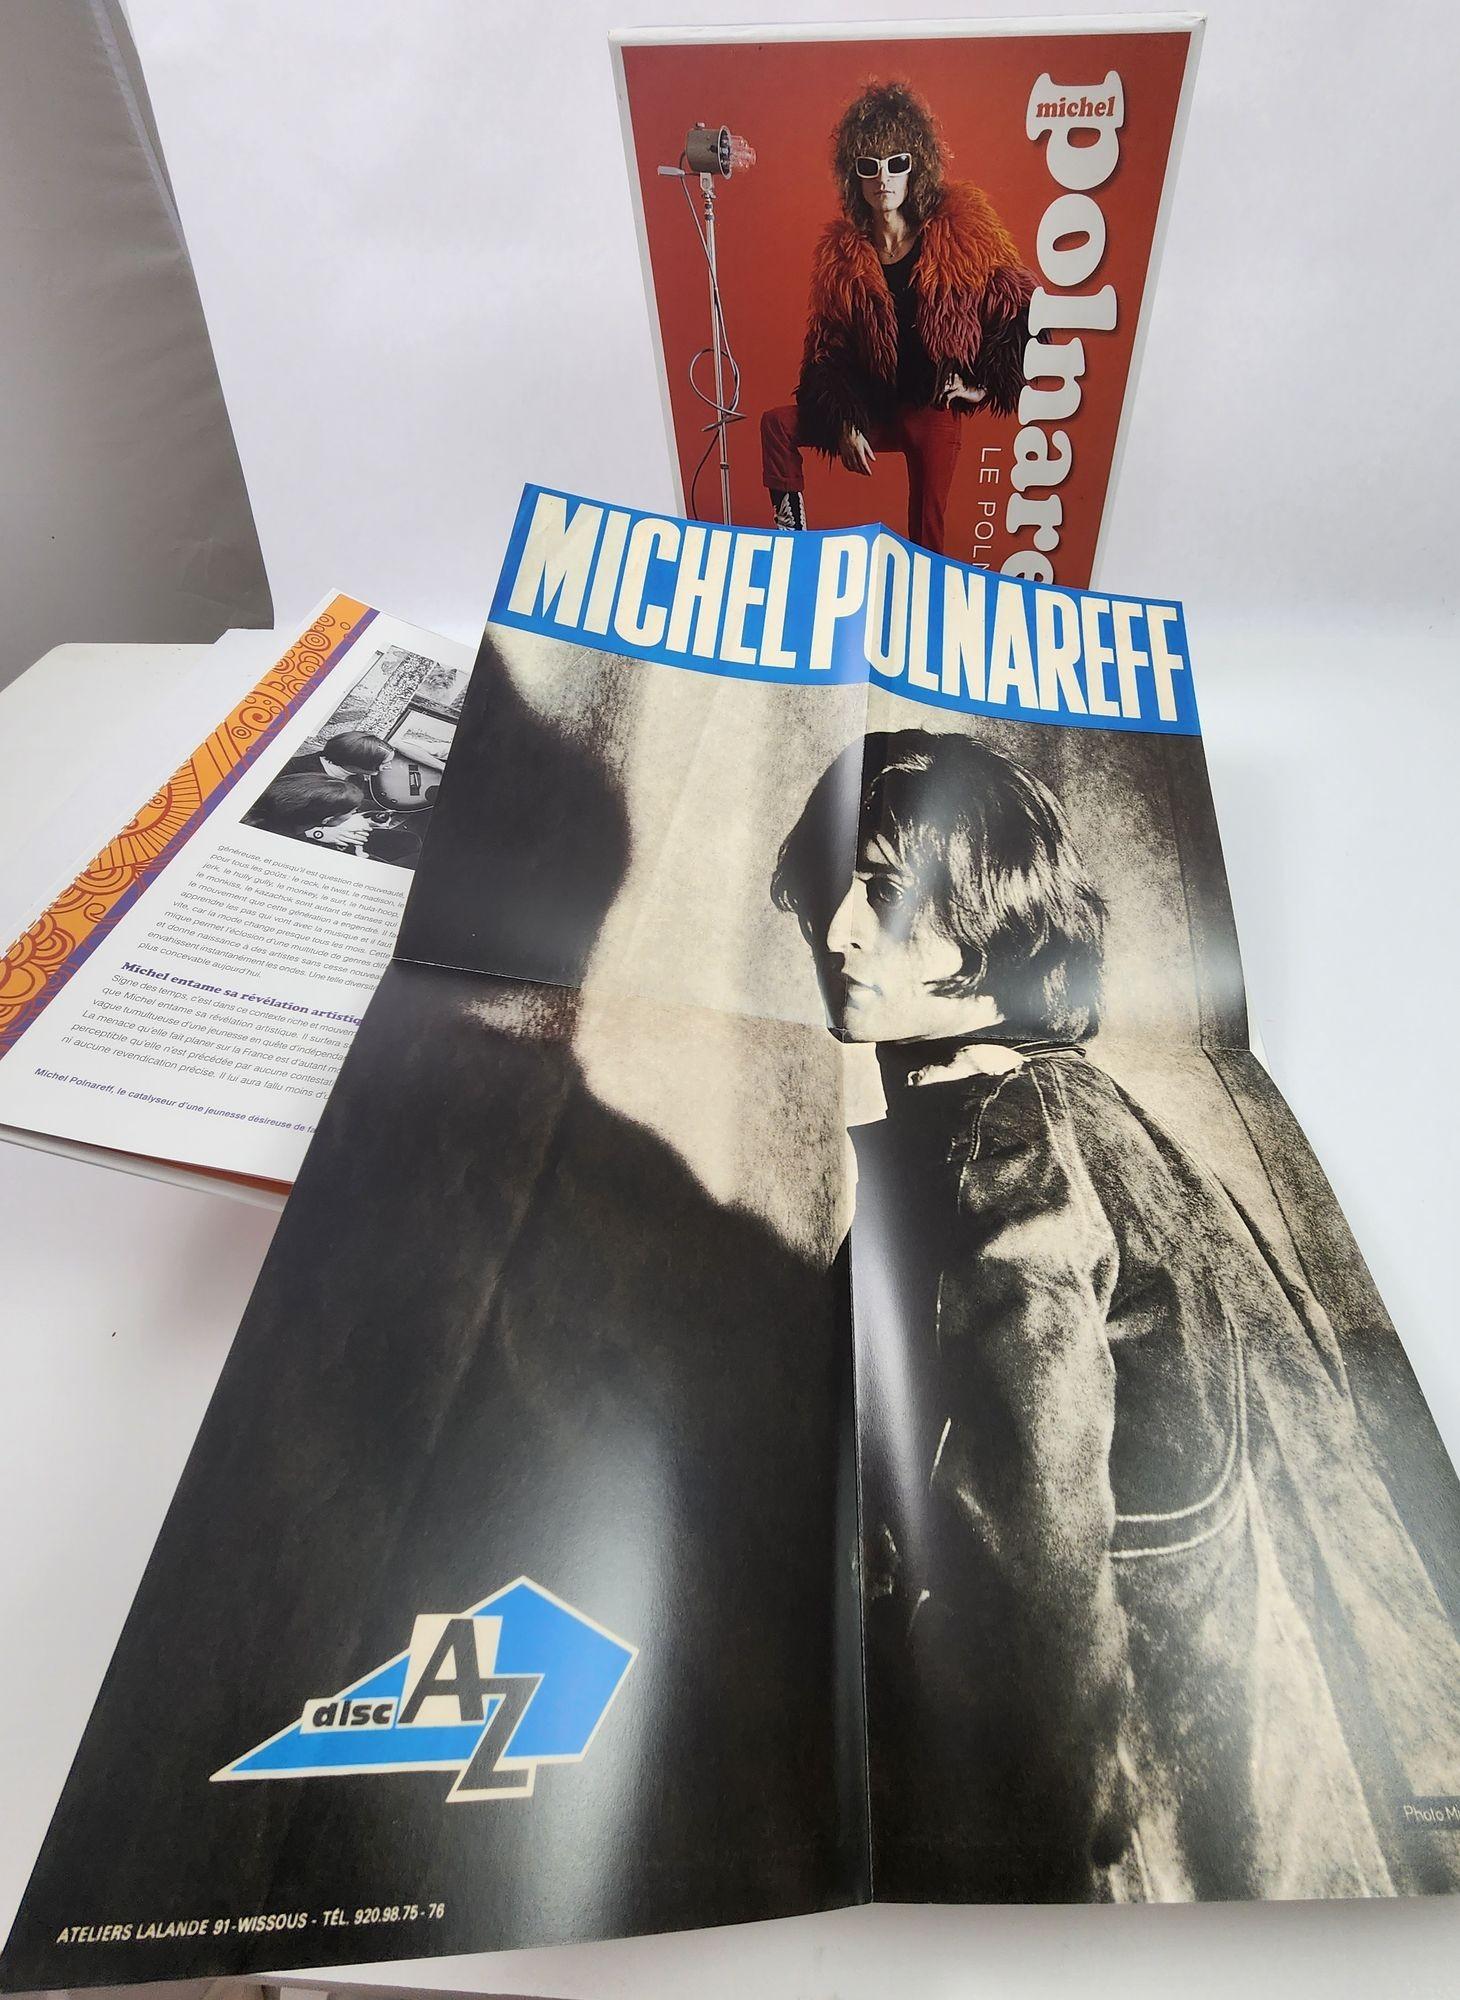 michel
polnare
LE POLN
MICHEL POLNAREFF
généreuse, et puisqu'il est question de nouveauté,
pour tous les goûts : le rock, le twist, le madison, le
jerk, le hully gully, le monkey, le surf, le hula hoop,
le monkiss, le kazachok sont autant de danses qui
le mouvement que cette génération a engendré. Il fa
apprendre les pas qui vont avec la musique et il faut
vite, car la mode change presque tous les mois. Cette
mique permet l'éclosion d'une multitude de genres diff
et donne naissance à des artistes sans cesse nouveau
envahissent instantanément les ondes. Une telle diversité
plus concevable aujourd'hui.
Michel entame sa révélation artistiq
Signe des temps, c'est dans ce contexte riche et mouvem
que Michel entame sa révélation artistique. Il surfera s
vague tumultueuse d'une jeunesse en quête d'indépendan
La menace qu'elle fait planer sur la France est d'autant m
perceptible qu'elle n'est précédée par aucune contestat
ni aucune revendication précise. Il lui aura fallu moins d'u
Michel Polnareff, le catalyseur d'une jeunesse désireuse de fa
disc AZ
Photo M
ATELIERS LALANDE 91-WISSOUS - TÉL. 920.98.75-76